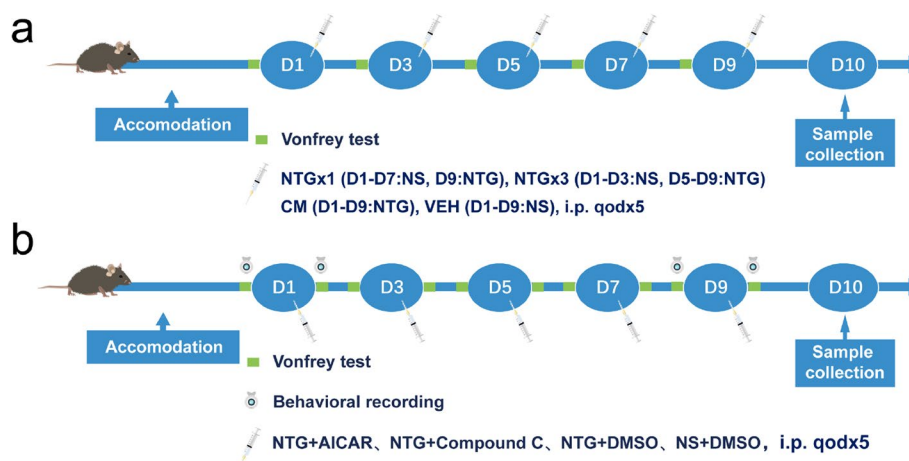 a
D1 D3 D5 D7 D9 D10
Accomodation
Sample
collection
Vonfrey test
NTGx1 (D1-D7:NS, D9:NTG), NTGx3 (D1-D3:NS, D5-D9:NTG)
CM (D1-D9:NTG), VEH (D1-D9:NS), i.p. qodx5
b
D1 D3 D5 D7 D9 D10
Accomodation
Sample
collection
Vonfrey test
Behavioral recording
NTG+AICAR、NTG+Compound C、NTG+DMSO、NS+DMSO，i.p. qodx5